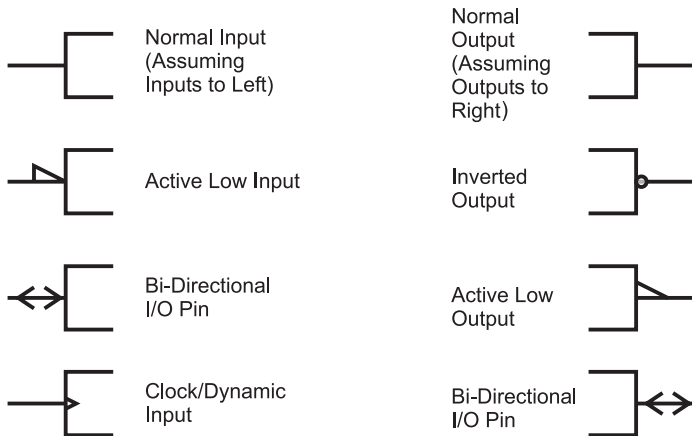 Normal Input
(Assuming
Inputs to Left)
Active Low Input
Bi-Directional
I/O Pin
Clock/Dynamic
Input
Normal
Output
(Assuming
Outputs to
Right)
Inverted
Output
Active Low
Output
Bi-Directional
I/O Pin